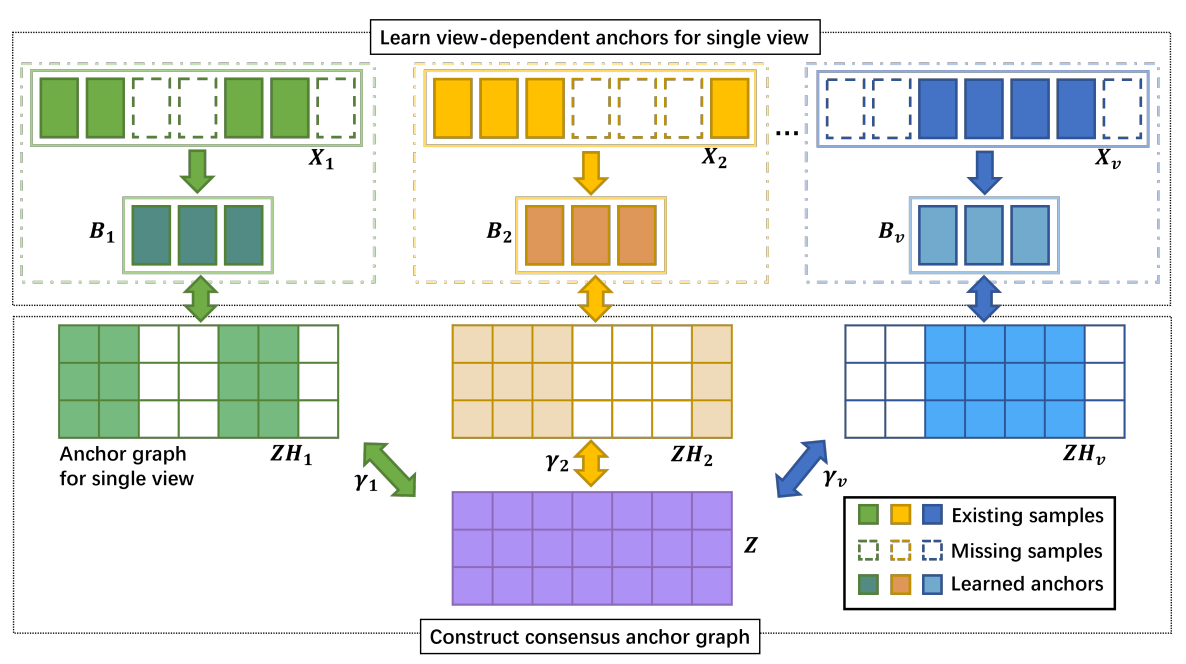 Learn view-dependent anchors for single view
X₁
X₂
...
Xᵥ
B₁
B₂
Bᵥ
Anchor graph
for single view
ZH₁
ZH₂
ZHᵥ
γ₁
γ₂
γᵥ
Z
Existing samples
Missing samples
Learned anchors
Construct consensus anchor graph